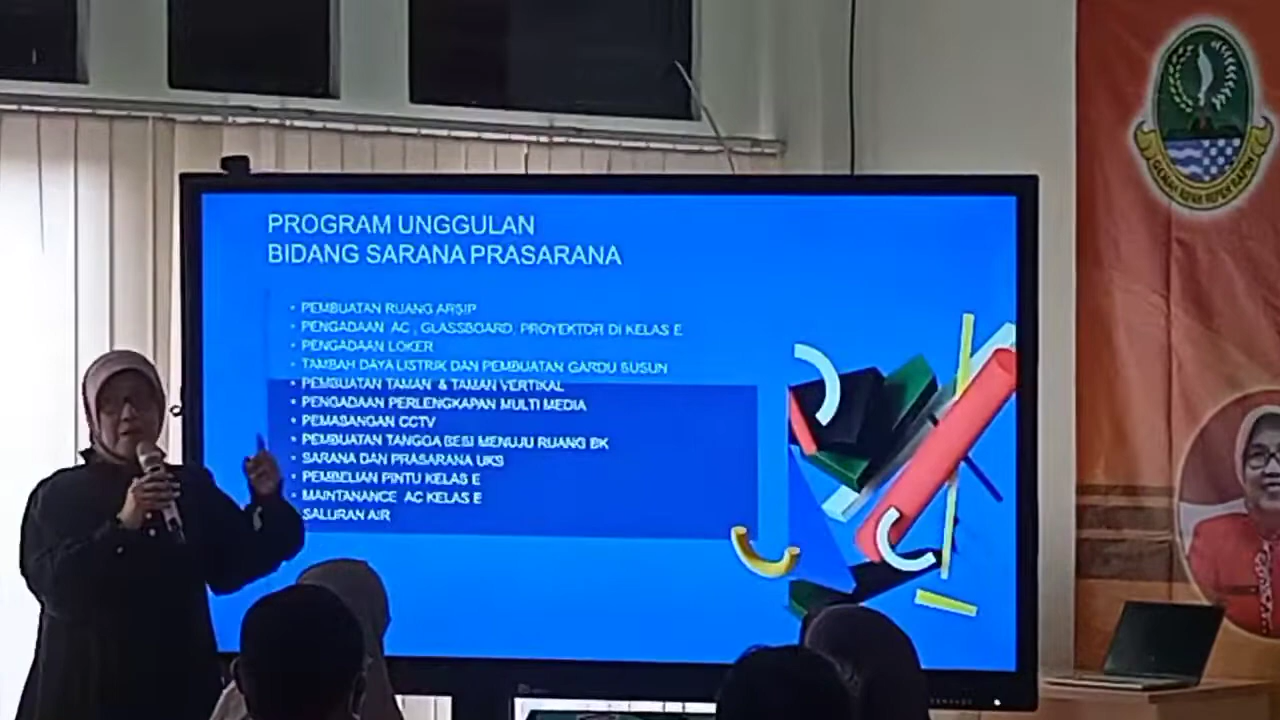 PROGRAM UNGGULAN
BIDANG SARANA PRASARANA
• PEMBUATAN RUANG ARSIP
• PENGADAAN AC , GLASSBOARD, PROYEKTOR DI KELAS E
• PENGADAAN LOKER
• TAMBAH DAYA LISTRIK DAN PEMBUATAN GARDU SUSUN
• PEMBUATAN TAMAN & TAMAN VERTIKAL
• PENGADAAN PERLENGKAPAN MULTI MEDIA
• PEMASANGAN CCTV
• PEMBUATAN TANGGA BESI MENUJU RUANG BK
• SARANA DAN PRASARANA UKS
• PEMBELIAN PINTU KELAS E
• MAINTANANCE AC KELAS E
SALURAN AIR